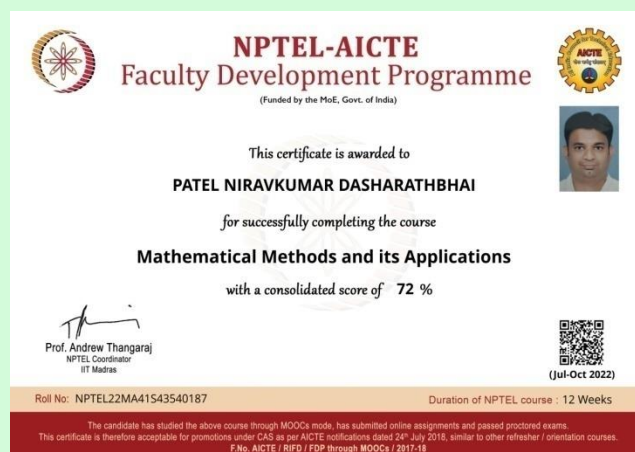 NPTEL-AICTE
Faculty Development Programme
(Funded by the MoE, Govt. of India)
AICTE
This certificate is awarded to
PATEL NIRAVKUMAR DASHARATHBHAI
for successfully completing the course
Mathematical Methods and its Applications
with a consolidated score of 72 %
Prof. Andrew Thangaraj
NPTEL Coordinator
IIT Madras
(Jul-Oct 2022)
Roll No: NPTEL22MA41S43540187
Duration of NPTEL course : 12 Weeks
The candidate has studied the above course through MOOCs mode, has submitted online assignments and passed proctored exams.
This certificate is therefore acceptable for promotions under CAS as per AICTE notifications dated 24th July 2018, similar to other refresher / orientation courses.
F.No. AICTE / RIFD / FDP through MOOCs / 2017-18